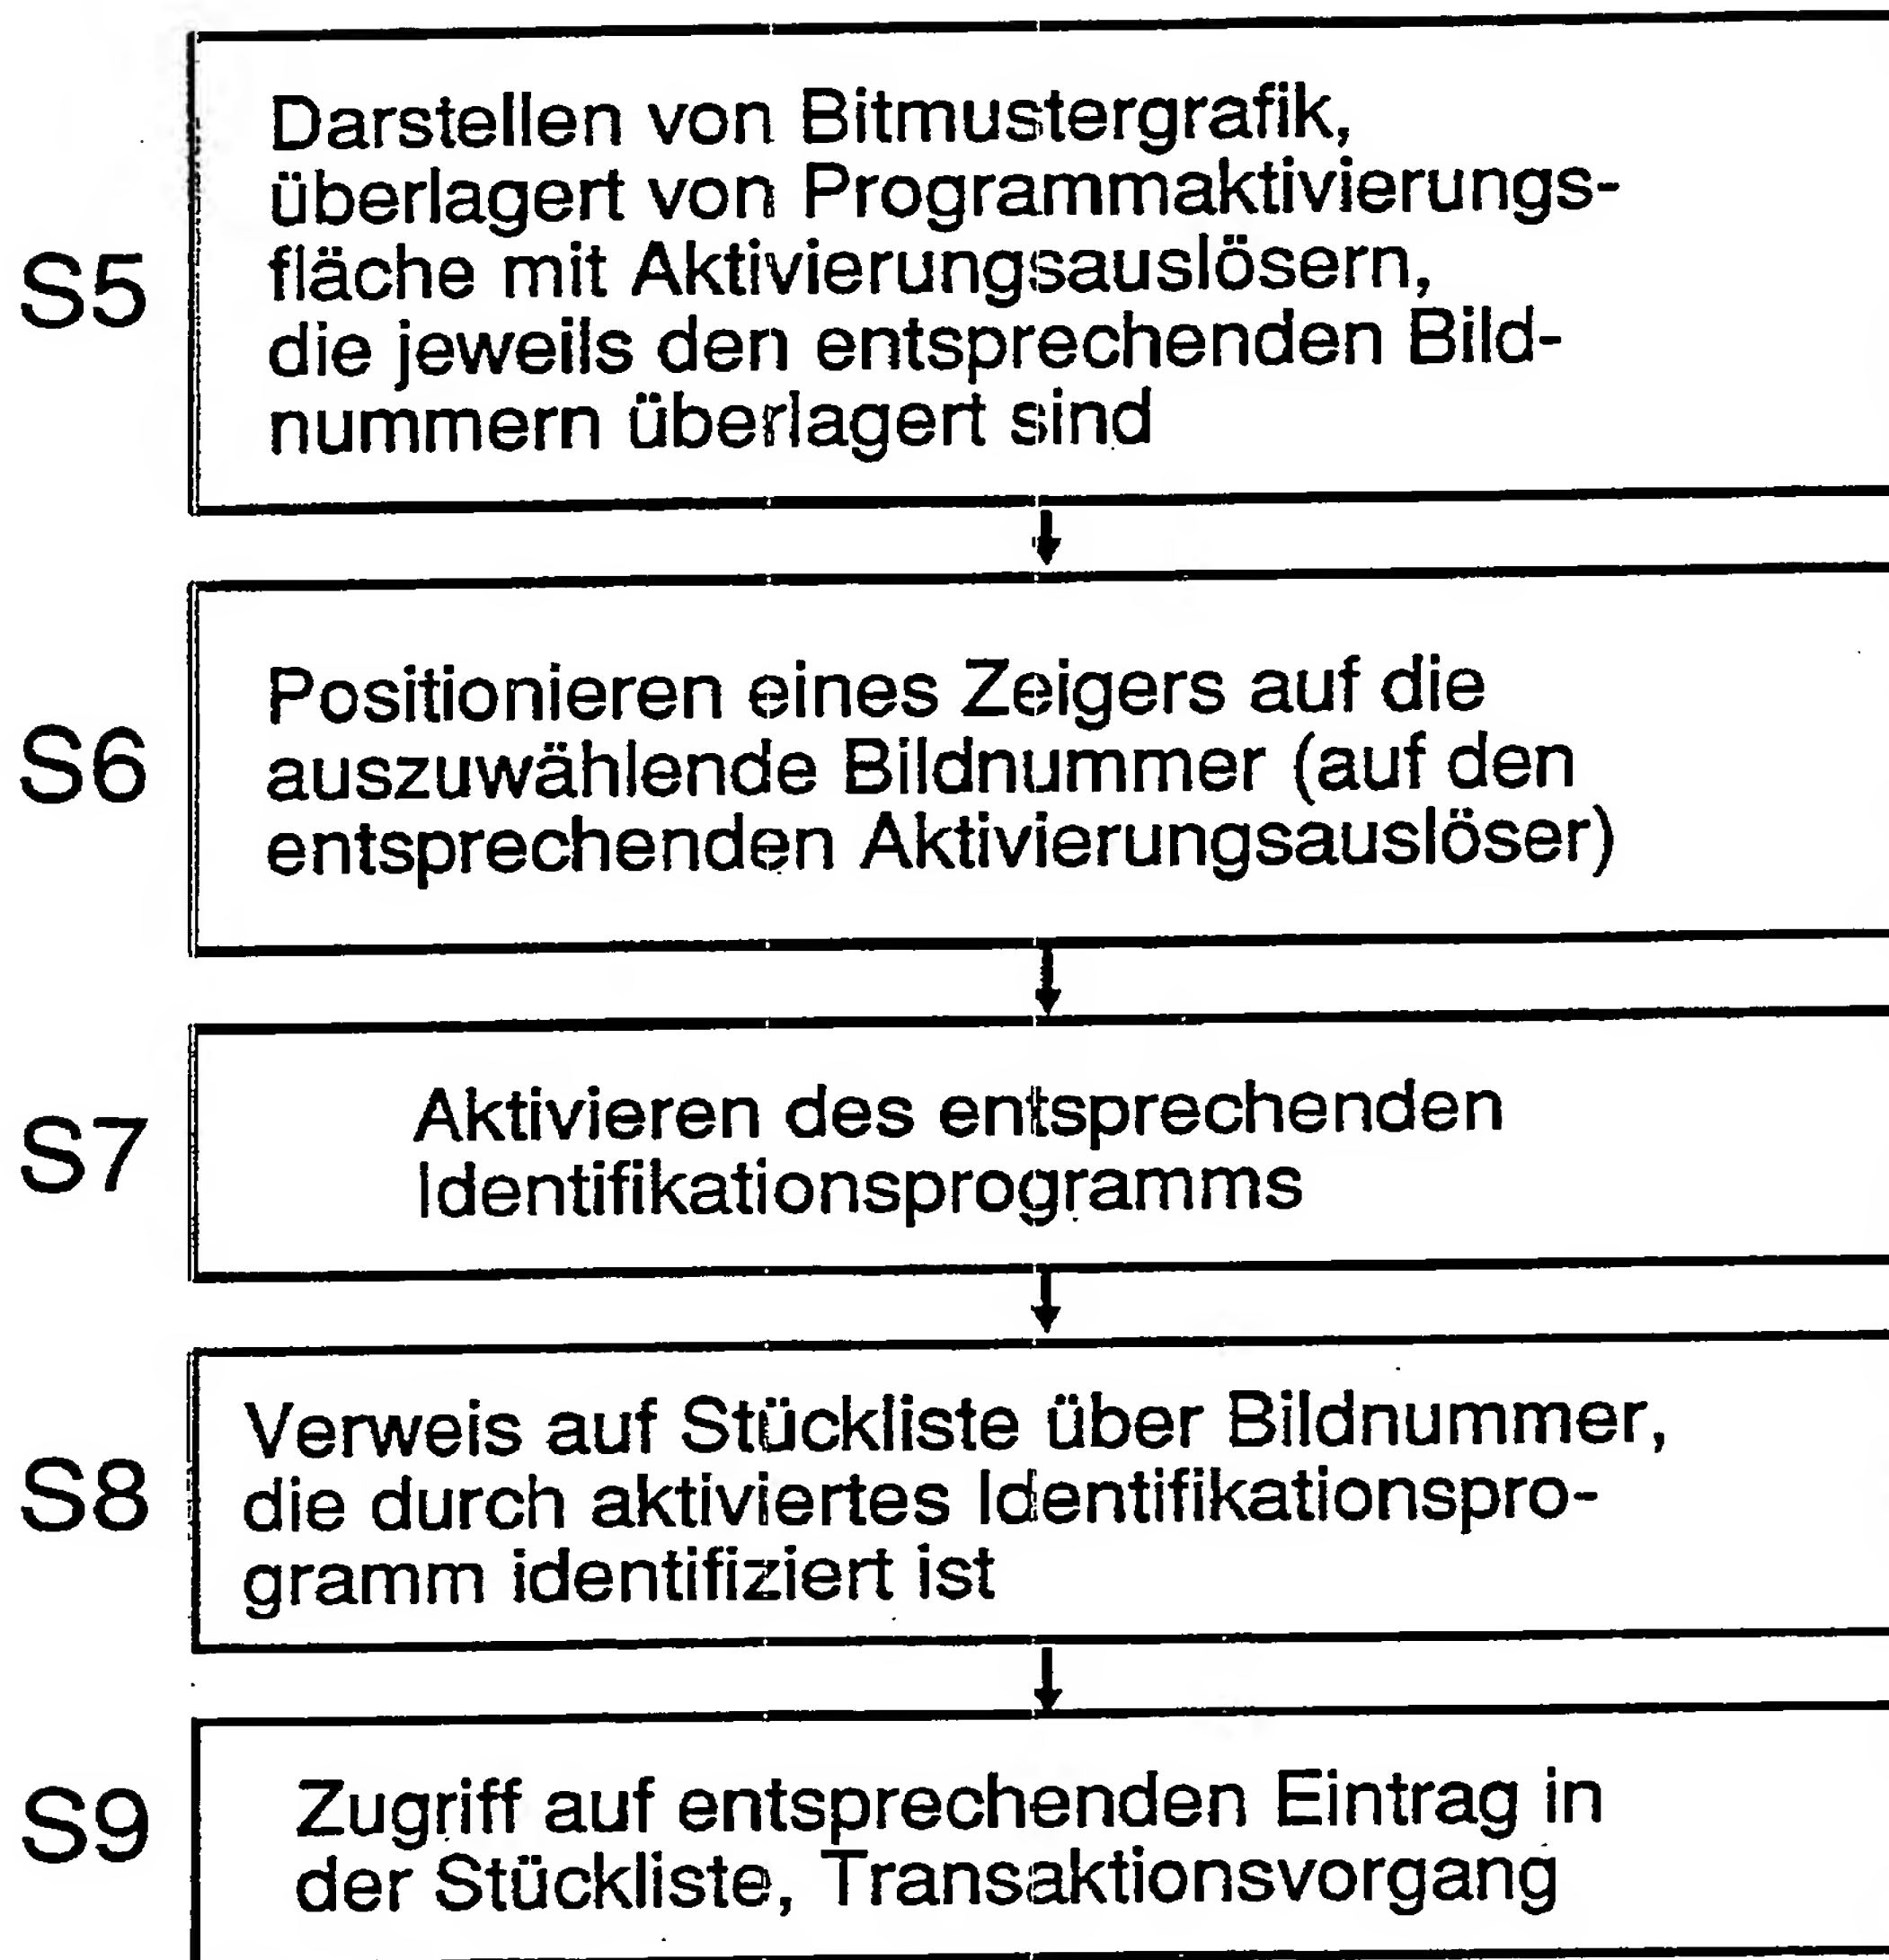 Darstellen von Bitmustergrafik,
überlagert von Programmaktivierungs-
S5
fläche mit Aktivierungsauslösern,
die jeweils den entsprechenden Bild-
nummern überlagert sind
Positionieren eines Zeigers auf die
S6
auszuwählende Bildnummer (auf den
entsprechenden Aktivierungsauslöser)
S7
Aktivieren des entsprechenden
Identifikationsprogramms
Verweis auf Stückliste über Bildnummer,
S8
die durch aktiviertes Identifikationspro-
gramm identifiziert ist
S9
Zugriff auf entsprechenden Eintrag in
der Stückliste, Transaktionsvorgang